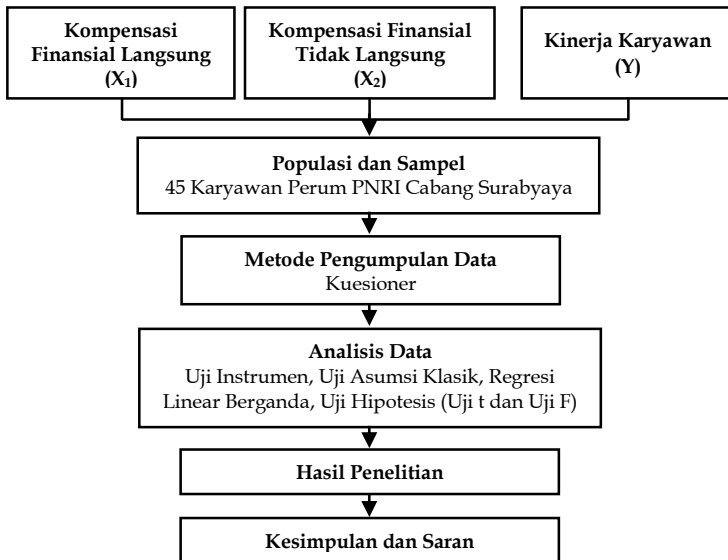 Kompensasi
Finansial Langsung
(X₁)
Kompensasi Finansial
Tidak Langsung
(X₂)
Kinerja Karyawan
(Y)
Populasi dan Sampel
45 Karyawan Perum PNRI Cabang Surabyaya
Metode Pengumpulan Data
Kuesioner
Analisis Data
Uji Instrumen, Uji Asumsi Klasik, Regresi
Linear Berganda, Uji Hipotesis (Uji t dan Uji F)
Hasil Penelitian
Kesimpulan dan Saran